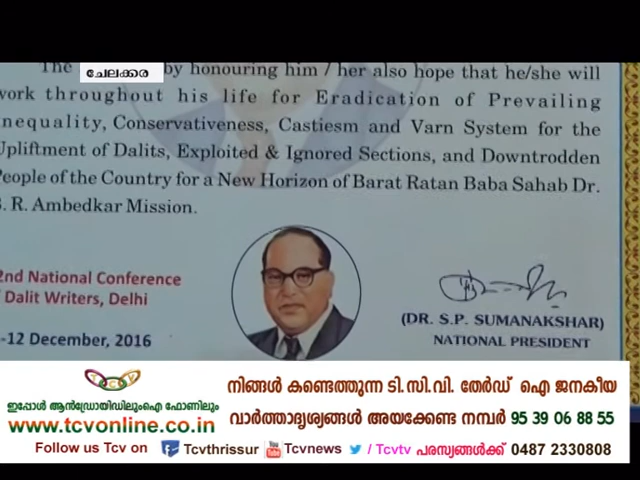 The
ചേലക്കര
by honouring him / her also hope that he/she will
work throughout his life for Eradication of Prevailing
Inequality, Conservativeness, Castiesm and Varn System for the
Upliftment of Dalits, Exploited & Ignored Sections, and Downtrodden
People of the Country for a New Horizon of Barat Ratan Baba Sahab Dr.
B. R. Ambedkar Mission.
2nd National Conference
Dalit Writers, Delhi
-12 December, 2016
(DR. S.P. SUMANAKSHAR)
NATIONAL PRESIDENT
TCV
ഇപ്പോൾ ആൻഡ്രോയിഡിലുംഐ ഫോണിലും
www.tcvonline.co.in
നിങ്ങൾ കണ്ടെത്തുന്ന ടി.സി.വി. തേർഡ് ഐ ജനകീയ
വാർത്താദൃശ്യങ്ങൾ അയക്കേണ്ട നമ്പർ 95 39 06 88 55
Follow us Tcv on Tcvthrissur Tcvnews / Tcvtv പരസ്യങ്ങൾക്ക് 0487 2330808